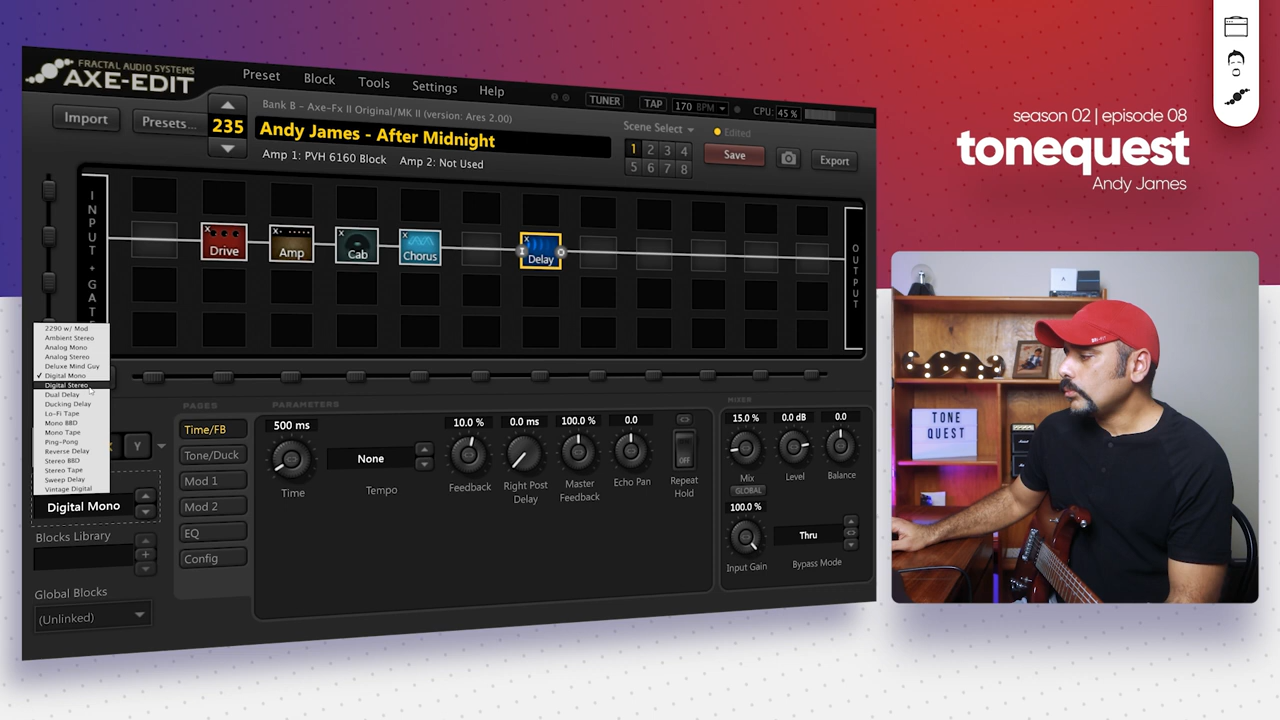 FRACTAL AUDIO SYSTEMS
AXE-EDIT
Preset Block Tools Settings Help
TUNER TAP 170 BPM CPU: 45 %
Import Presets... 235
Bank B - Axe-Fx II Original/MK II (version: Ares 2.00)
Andy James - After Midnight
Amp 1: PVH 6160 Block Amp 2: Not Used
Scene Select Edited
1 2 3 4
5 6 7 8
Save Export
INPUT + GATE
Drive Amp Cab Chorus I Delay O
OUTPUT
2290 w/ Mod
Ambient Stereo
Analog Mono
Analog Stereo
Deluxe Mind Guy
Digital Mono
Digital Stereo
Dual Delay
Ducking Delay
Lo-Fi Tape
Mono BBD
Mono Tape
Ping-Pong
Reverse Delay
Stereo BBD
Stereo Tape
Sweep Delay
Vintage Digital
Y
Digital Mono
Blocks Library
Global Blocks
(Unlinked)
PAGES
Time/FB
Tone/Duck
Mod 1
Mod 2
EQ
Config
PARAMETERS
500 ms 10.0 % 0.0 ms 100.0 % 0.0
None OFF
Time Tempo Feedback Right Post Delay Master Feedback Echo Pan Repeat Hold
MIXER
15.0 % 0.0 dB 0.0
Mix Level Balance
GLOBAL
100.0 %
Thru
Input Gain Bypass Mode
season 02 | episode 08
tonequest
Andy James
TONE
QUEST